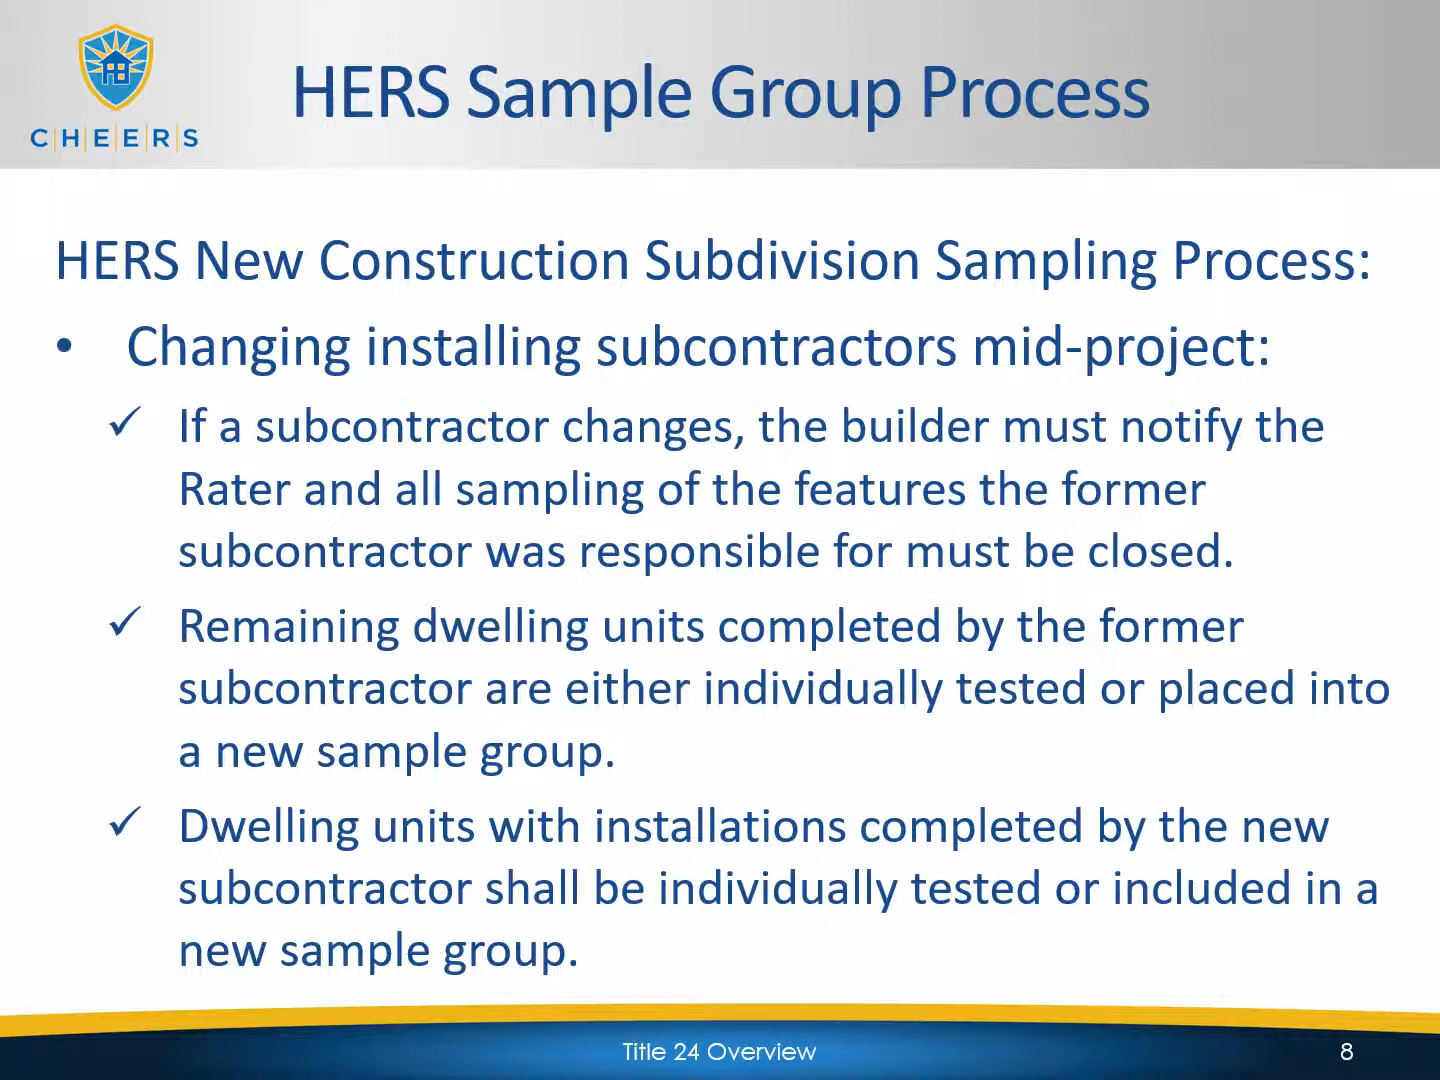 C|H|E|E|R|S
HERS Sample Group Process
HERS New Construction Subdivision Sampling Process:
• Changing installing subcontractors mid-project:
✓ If a subcontractor changes, the builder must notify the
Rater and all sampling of the features the former
subcontractor was responsible for must be closed.
✓ Remaining dwelling units completed by the former
subcontractor are either individually tested or placed into
a new sample group.
✓ Dwelling units with installations completed by the new
subcontractor shall be individually tested or included in a
new sample group.
Title 24 Overview
8